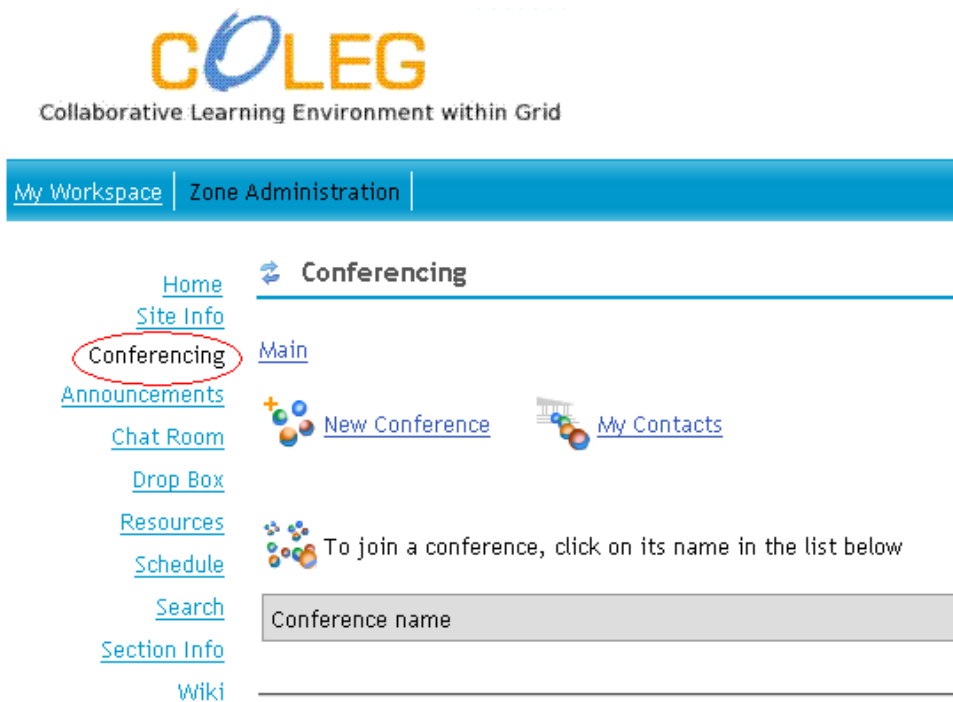 COLEG
Collaborative Learning Environment within Grid
My Workspace Zone Administration
Conferencing
Home
Site Info
Conferencing
Announcements
Chat Room
Drop Box
Resources
Schedule
Search
Section Info
Wiki
Main
New Conference My Contacts
To join a conference, click on its name in the list below
Conference name